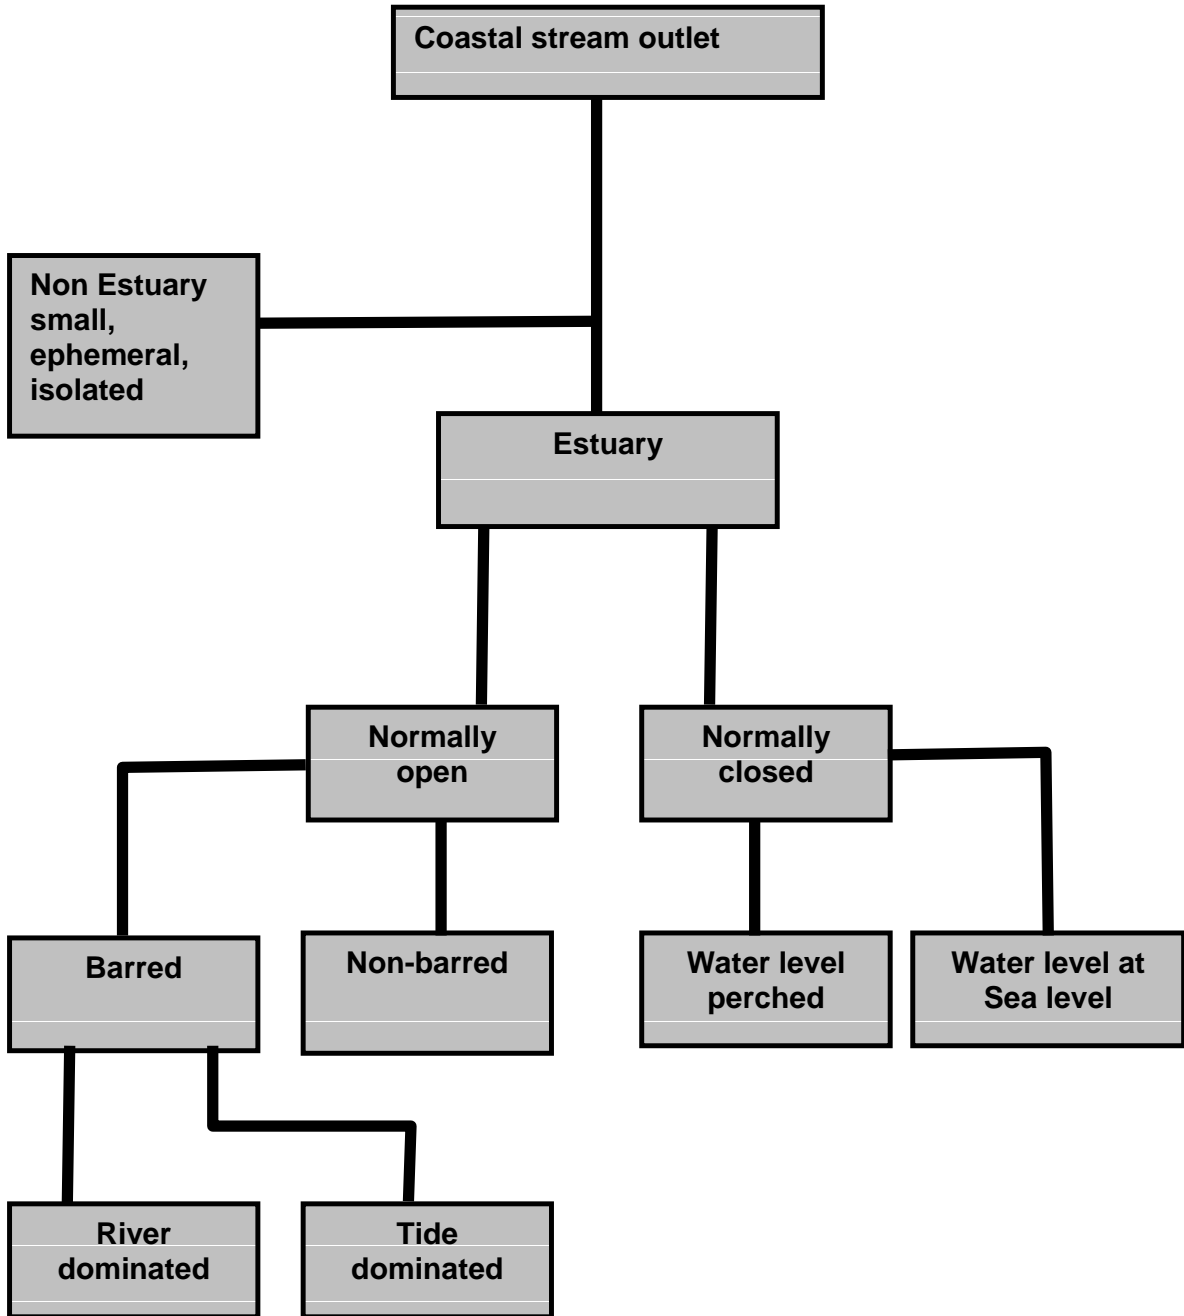 Coastal stream outlet
Non Estuary
small,
ephemeral,
isolated
Estuary
Normally
open
Normally
closed
Barred
Non-barred
Water level
perched
Water level at
Sea level
River
dominated
Tide
dominated